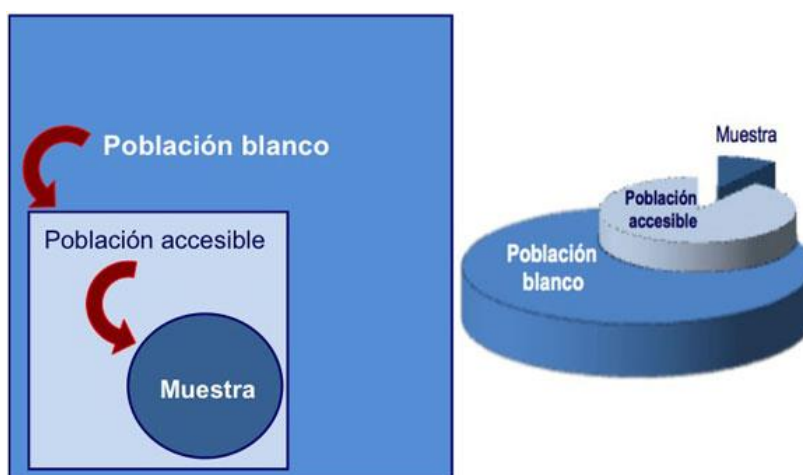 Población blanco
Población accesible
Muestra
Muestra
Población
accesible
Población
blanco